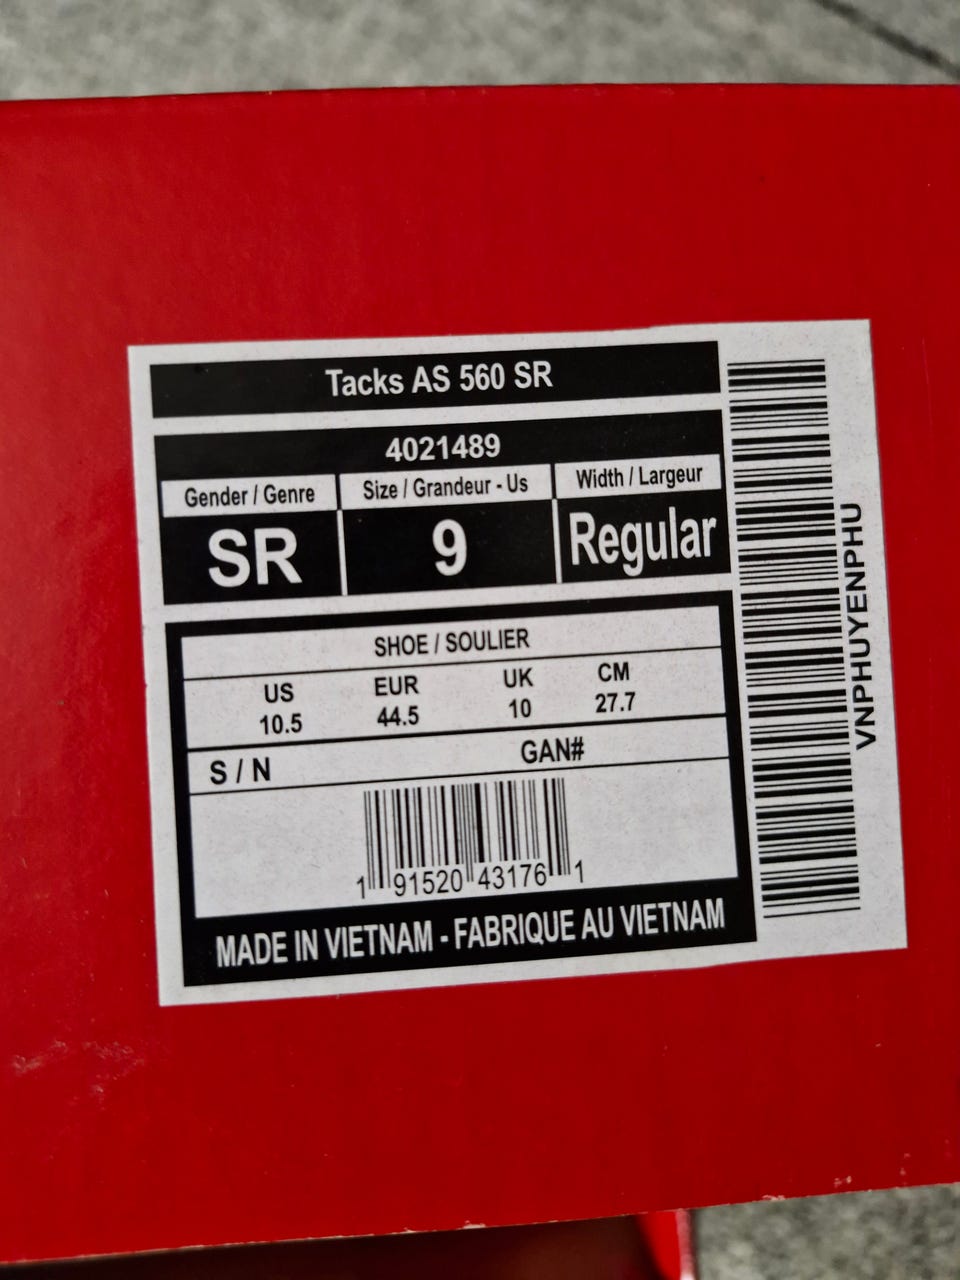 Tacks AS 560 SR
4021489
Gender / Genre Size / Grandeur - Us Width / Largeur
SR 9 Regular
SHOE / SOULIER
US EUR UK CM
10.5 44.5 10 27.7
S / N GAN#
1 91520 43176 1
MADE IN VIETNAM - FABRIQUE AU VIETNAM
VNPHUYENPHU